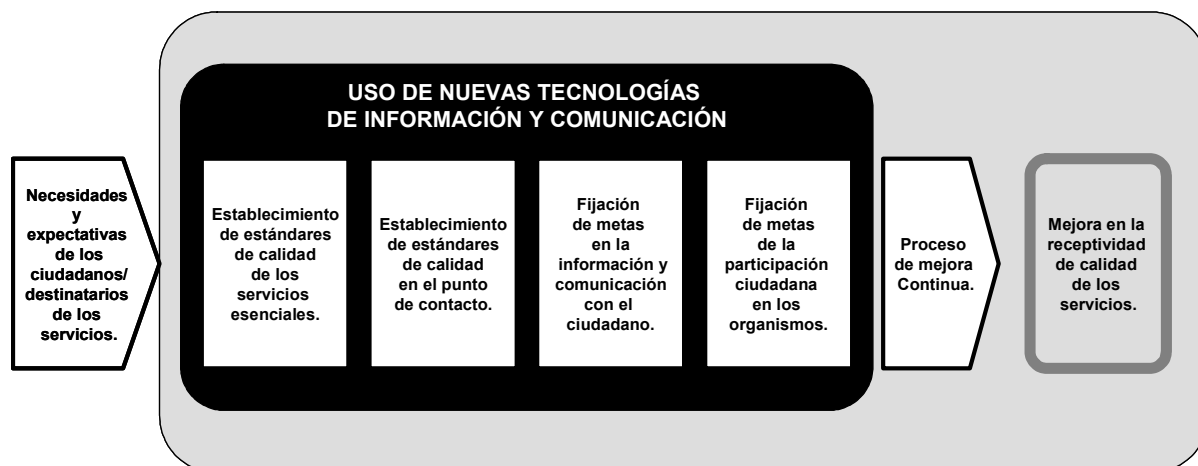 USO DE NUEVAS TECNOLOGÍAS
DE INFORMACIÓN Y COMUNICACIÓN
Necesidades
y
expectativas
de los
ciudadanos/
destinatarios
de los
servicios.
Establecimiento
de estándares
de calidad
de los
servicios
esenciales.
Establecimiento
de estándares
de calidad
en el punto
de contacto.
Fijación
de metas
en la
información y
comunicación
con el
ciudadano.
Fijación
de metas
de la
participación
ciudadana
en los
organismos.
Proceso
de mejora
Continua.
Mejora en la
receptividad
de calidad
de los
servicios.